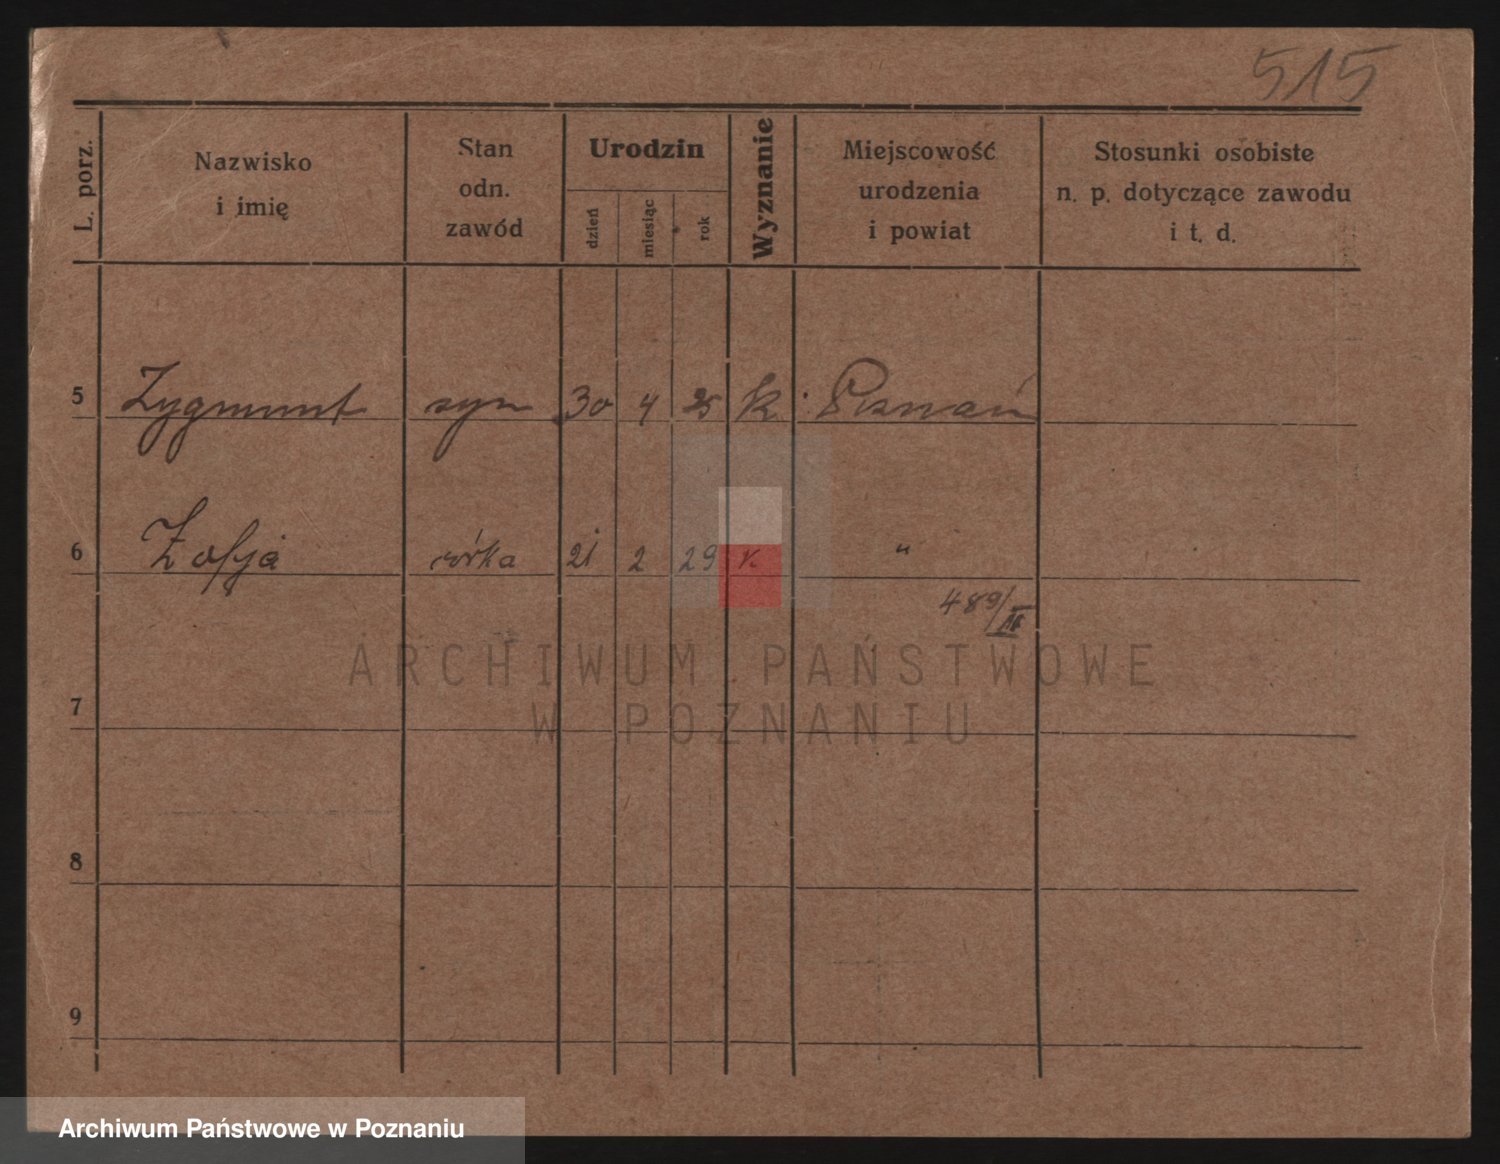 515
L. porz.
Nazwisko
i imię
Stan
odn.
zawód
Urodzin
dzień
miesiąc
rok
Wyznanie
Miejscowość
urodzenia
i powiat
Stosunki osobiste
n. p. dotyczące zawodu
i t. d.
5 Zygmunt syn 30 4 25 k. Poznań
6 Zofja córka 21 2 29 k "
489/II
ARCHIWUM PAŃSTWOWE
W POZNANIU
7
8
9
Archiwum Państwowe w Poznaniu